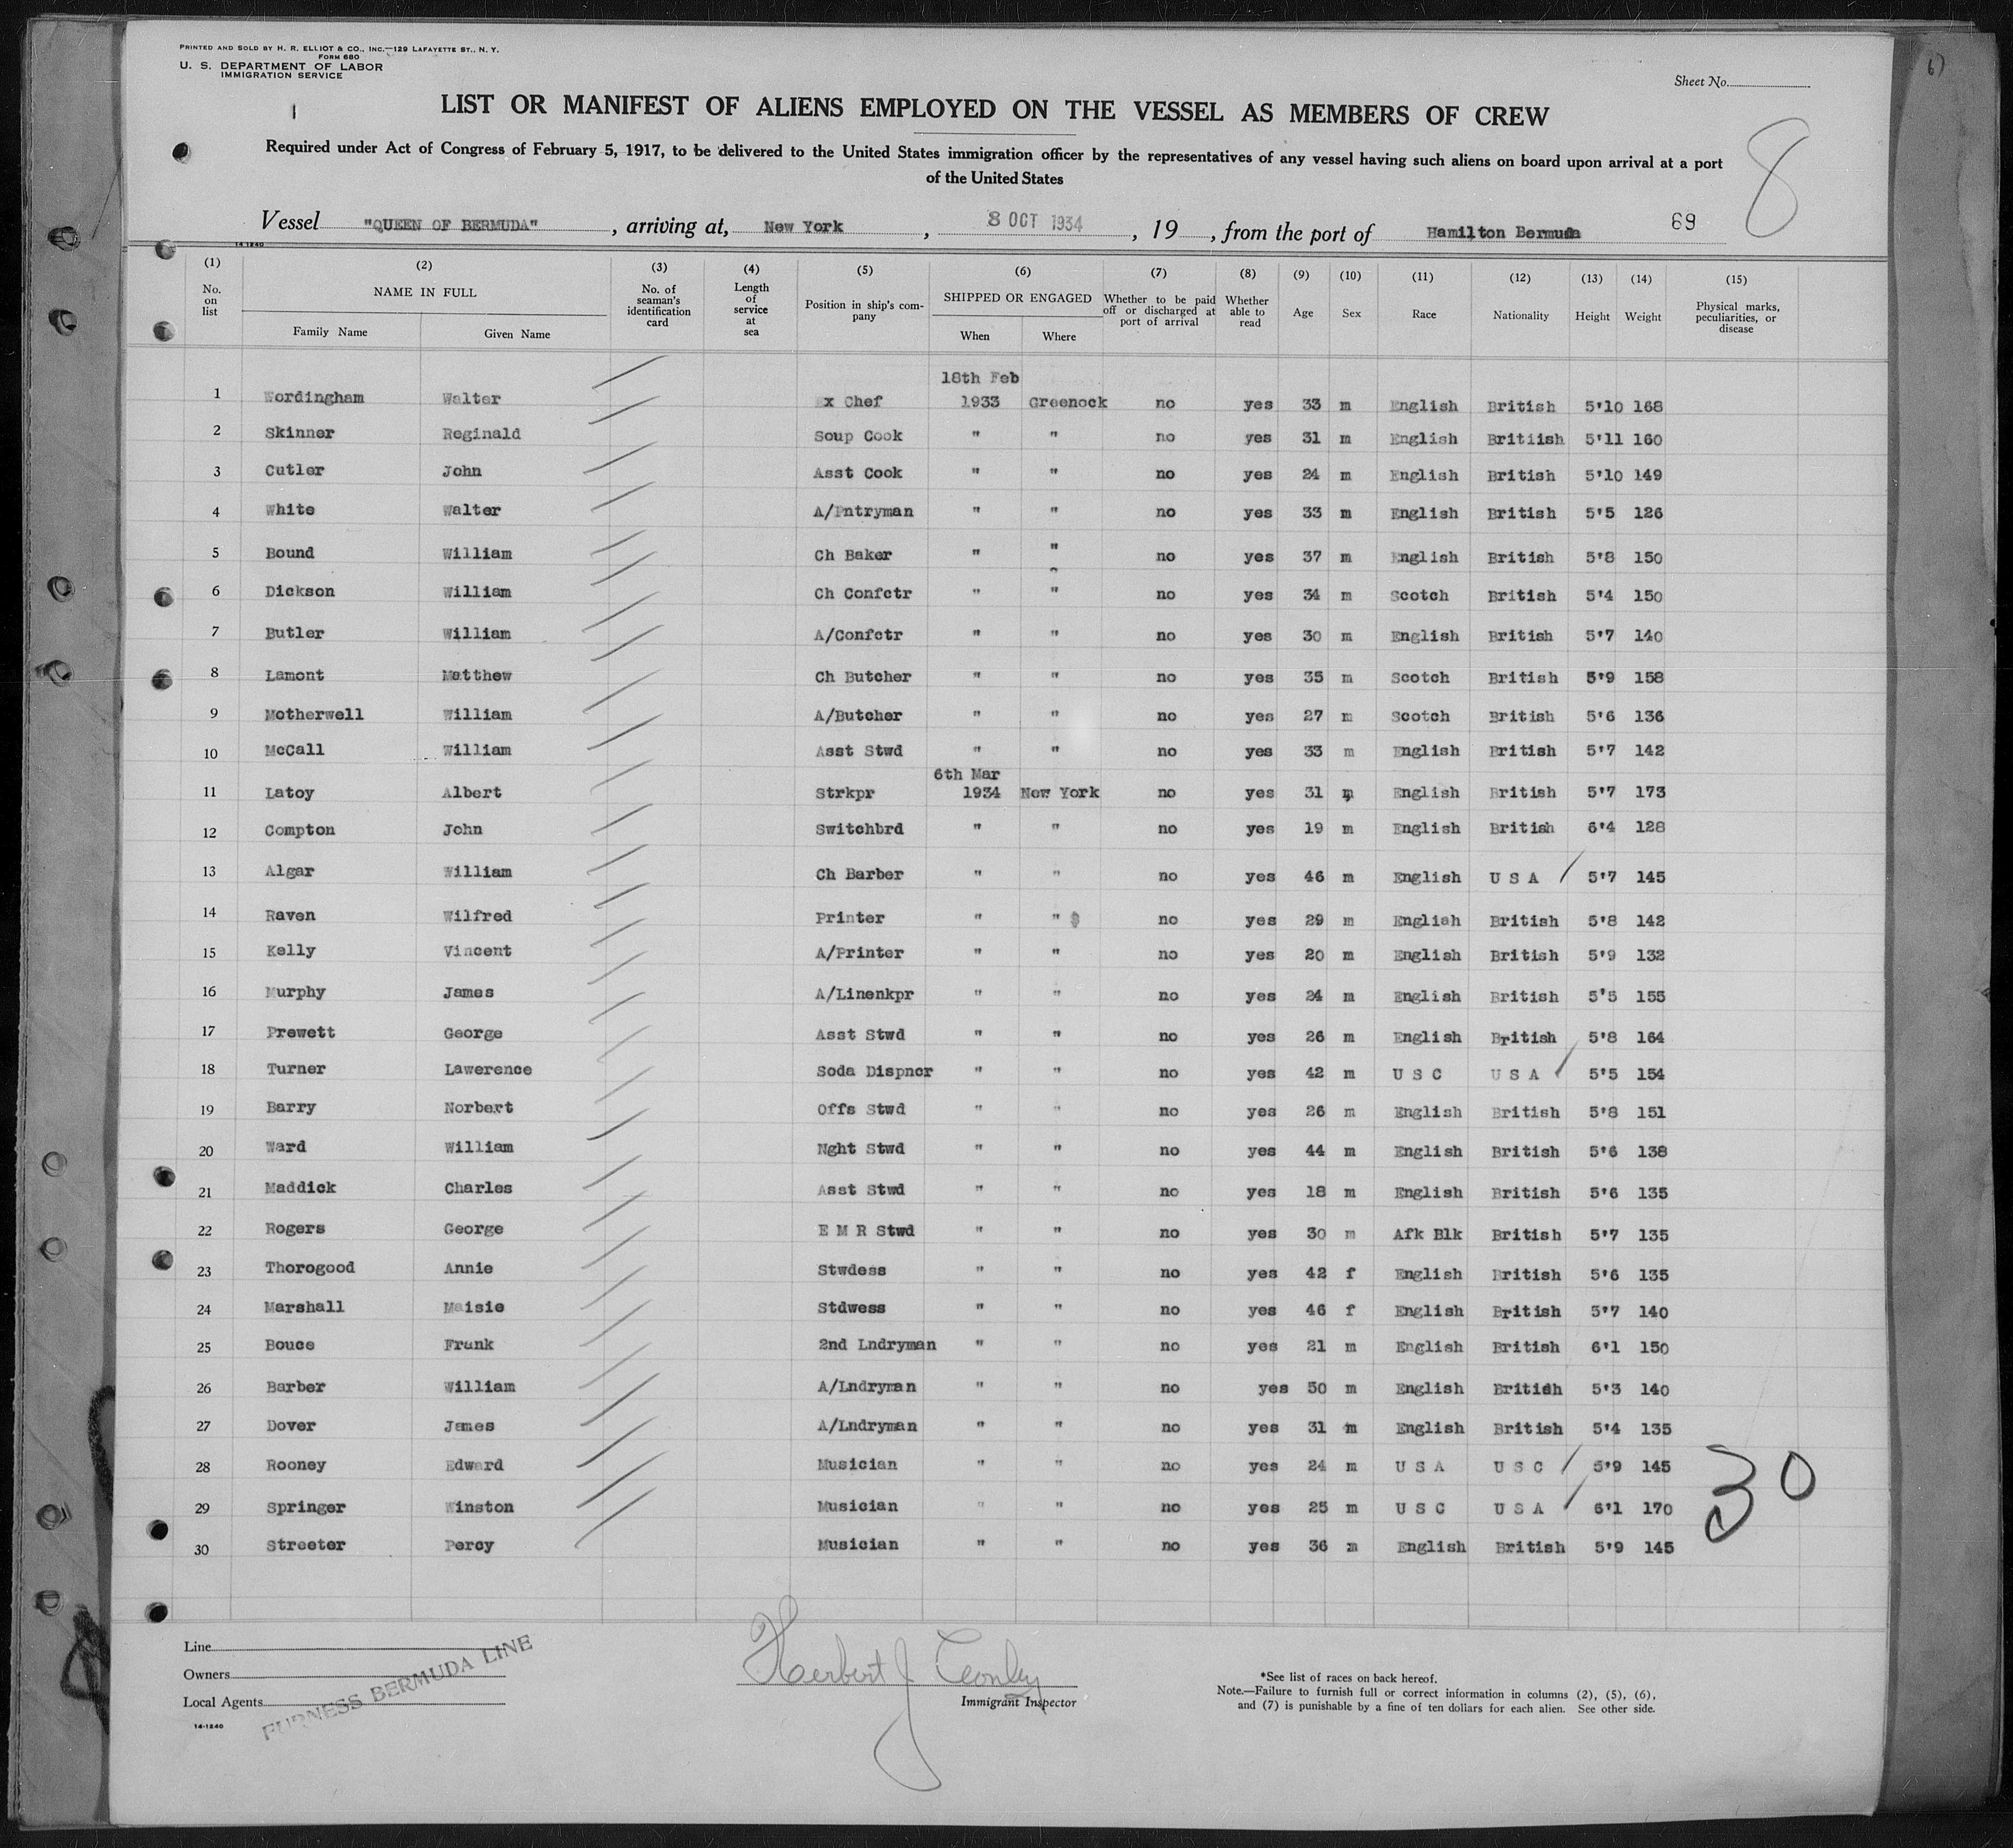 PRINTED AND SOLD BY H. R. ELLIOT & CO., INC.—129 LAFAYETTE ST., N. Y.
FORM 680
U. S. DEPARTMENT OF LABOR
IMMIGRATION SERVICE
Sheet No.
1
LIST OR MANIFEST OF ALIENS EMPLOYED ON THE VESSEL AS MEMBERS OF CREW
Required under Act of Congress of February 5, 1917, to be delivered to the United States immigration officer by the representatives of any vessel having such aliens on board upon arrival at a port
of the United States
8
Vessel "QUEEN OF BERMUDA" , arriving at, New York , 8 OCT 1934 , 19 , from the port of Hamilton Bermuda 69
14-1240
(1) No. on list (2) NAME IN FULL Family Name Given Name (3) No. of seaman's identification card (4) Length of service at sea (5) Position in ship's company (6) SHIPPED OR ENGAGED When Where (7) Whether to be paid off or discharged at port of arrival (8) Whether able to read (9) Age (10) Sex (11) Race (12) Nationality (13) Height (14) Weight (15) Physical marks, peculiarities, or disease
18th Feb
1 Wordingham Walter Ex Chef 1933 Greenock no yes 33 m English British 5'10 168
2 Skinner Reginald Soup Cook " " no yes 31 m English Britiish 5'11 160
3 Cutler John Asst Cook " " no yes 24 m English British 5'10 149
4 White Walter A/Pntryman " " no yes 33 m English British 5'5 126
5 Bound William Ch Baker " " no yes 37 m English British 5'8 150
6 Dickson William Ch Confctr " " no yes 34 m Scotch British 5'4 150
7 Butler William A/Confctr " " no yes 30 m English British 5'7 140
8 Lamont Matthew Ch Butcher " " no yes 35 m Scotch British 5'9 158
9 Motherwell William A/Butcher " " no yes 27 m Scotch British 5'6 136
10 McCall William Asst Stwd " " no yes 33 m English British 5'7 142
6th Mar
11 Latoy Albert Strkpr 1934 New York no yes 31 m English British 5'7 173
12 Compton John Switchbrd " " no yes 19 m English British 6'4 128
13 Algar William Ch Barber " " no yes 46 m English U S A 5'7 145
14 Raven Wilfred Printer " " no yes 29 m English British 5'8 142
15 Kelly Vincent A/Printer " " no yes 20 m English British 5'9 132
16 Murphy James A/Linenkpr " " no yes 24 m English British 5'5 155
17 Prewett George Asst Stwd " " no yes 26 m English British 5'8 164
18 Turner Lawerence Soda Dispncr " " no yes 42 m U S C U S A 5'5 154
19 Barry Norbert Offs Stwd " " no yes 26 m English British 5'8 151
20 Ward William Nght Stwd " " no yes 44 m English British 5'6 138
21 Maddick Charles Asst Stwd " " no yes 18 m English British 5'6 135
22 Rogers George E M R Stwd " " no yes 30 m Afk Blk British 5'7 135
23 Thorogood Annie Stwdess " " no yes 42 f English British 5'6 135
24 Marshall Maisie Stdwess " " no yes 46 f English British 5'7 140
25 Bouce Frank 2nd Lndryman " " no yes 21 m English British 6'1 150
26 Barber William A/Lndryman " " no yes 50 m English British 5'3 140
27 Dover James A/Lndryman " " no yes 31 m English British 5'4 135
28 Rooney Edward Musician " " no yes 24 m U S A U S C 5'9 145
29 Springer Winston Musician " " no yes 25 m U S C U S A 6'1 170
30 Streeter Percy Musician " " no yes 36 m English British 5'9 145
30
Line
Owners
Local Agents
FURNESS BERMUDA LINE
14-1240
Herbert J
Immigrant Inspector
*See list of races on back hereof.
Note.—Failure to furnish full or correct information in columns (2), (5), (6),
and (7) is punishable by a fine of ten dollars for each alien. See other side.